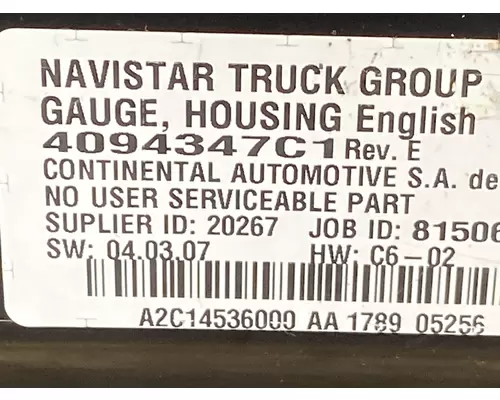 NAVISTAR TRUCK GROUP
GAUGE, HOUSING English
4094347C1 Rev. E
CONTINENTAL AUTOMOTIVE S.A. de
NO USER SERVICEABLE PART
SUPLIER ID: 20267 JOB ID: 81506
SW: 04.03.07 HW: C6-02
A2C14536000 AA 1789 05256